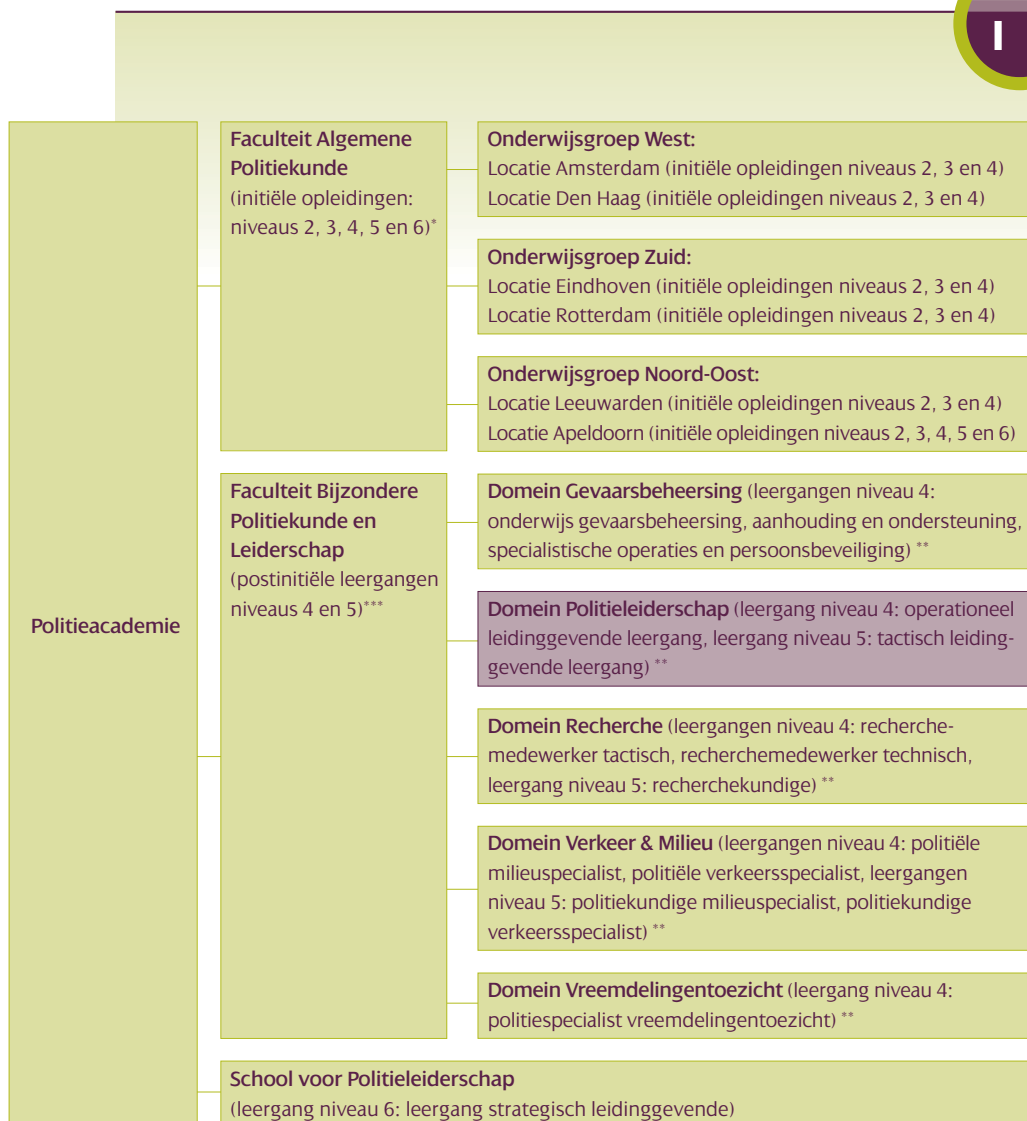 I
Politieacademie
Faculteit Algemene
Politiekunde
(initiële opleidingen:
niveaus 2, 3, 4, 5 en 6)*
Onderwijsgroep West:
Locatie Amsterdam (initiële opleidingen niveaus 2, 3 en 4)
Locatie Den Haag (initiële opleidingen niveaus 2, 3 en 4)
Onderwijsgroep Zuid:
Locatie Eindhoven (initiële opleidingen niveaus 2, 3 en 4)
Locatie Rotterdam (initiële opleidingen niveaus 2, 3 en 4)
Onderwijsgroep Noord-Oost:
Locatie Leeuwarden (initiële opleidingen niveaus 2, 3 en 4)
Locatie Apeldoorn (initiële opleidingen niveaus 2, 3, 4, 5 en 6)
Faculteit Bijzondere
Politiekunde en
Leiderschap
(postinitiële leergangen
niveaus 4 en 5)***
Domein Gevaarsbeheersing (leergangen niveau 4:
onderwijs gevaarsbeheersing, aanhouding en ondersteuning,
specialistische operaties en persoonsbeveiliging) **
Domein Politieleiderschap (leergang niveau 4: operationeel
leidinggevende leergang, leergang niveau 5: tactisch leiding-
gevende leergang) **
Domein Recherche (leergangen niveau 4: recherche-
medewerker tactisch, recherchemedewerker technisch,
leergang niveau 5: recherchekundige) **
Domein Verkeer & Milieu (leergangen niveau 4: politiële
milieuspecialist, politiële verkeersspecialist, leergangen
niveau 5: politiekundige milieuspecialist, politiekundige
verkeersspecialist) **
Domein Vreemdelingentoezicht (leergang niveau 4:
politiespecialist vreemdelingentoezicht) **
School voor Politieleiderschap
(leergang niveau 6: leergang strategisch leidinggevende)